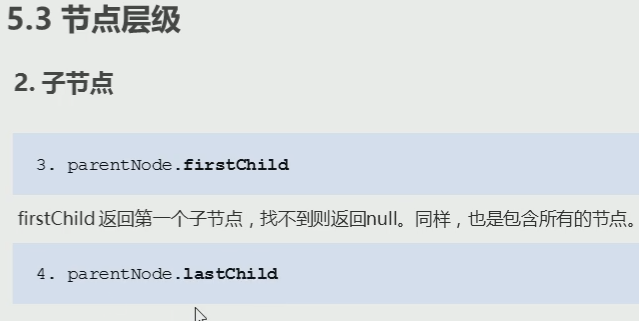 5.3 节点层级
2. 子节点
3. parentNode.firstChild
firstChild 返回第一个子节点，找不到则返回null。同样，也是包含所有的节点。
4. parentNode.lastChild